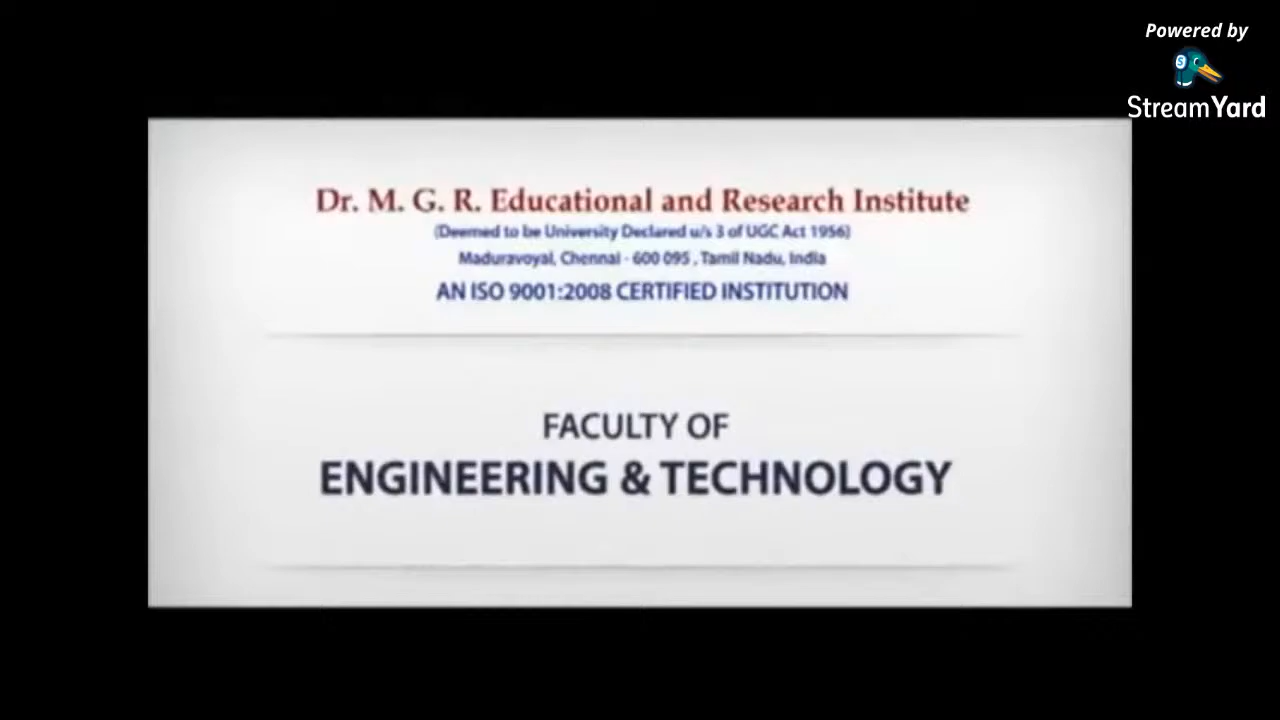 Powered by
StreamYard
Dr. M. G. R. Educational and Research Institute
(Deemed to be University Declared u/s 3 of UGC Act 1956)
Maduravoyal, Chennai - 600 095 , Tamil Nadu, India
AN ISO 9001:2008 CERTIFIED INSTITUTION
FACULTY OF
ENGINEERING & TECHNOLOGY